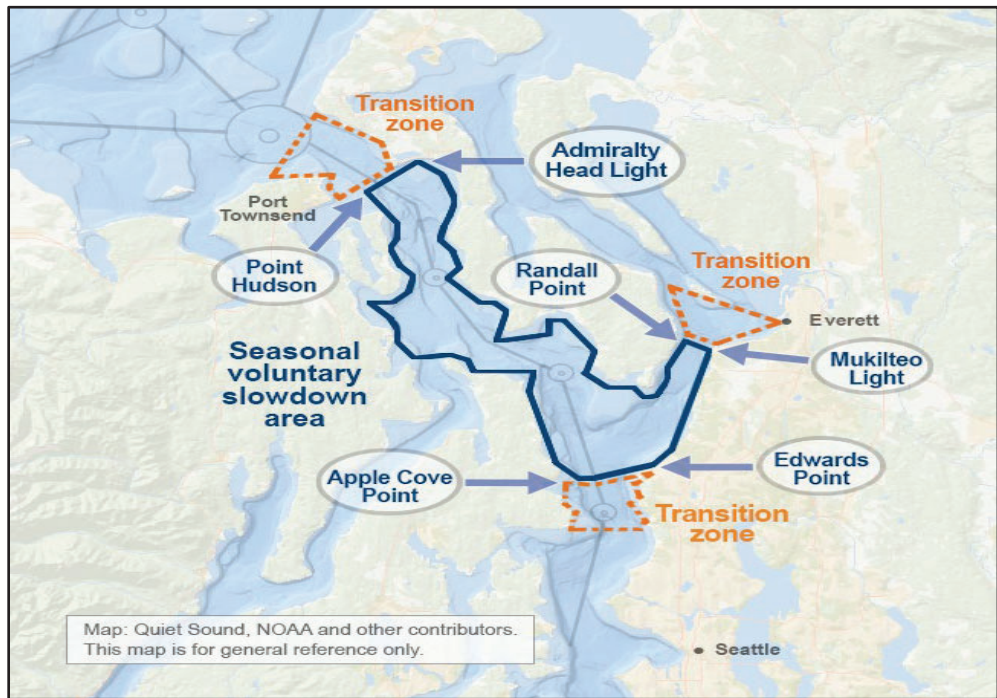 Transition
zone
Admiralty
Head Light
Port
Townsend
Point
Hudson
Randall
Point
Transition
zone
Everett
Mukilteo
Light
Seasonal
voluntary
slowdown
area
Apple Cove
Point
Edwards
Point
Transition
zone
Map: Quiet Sound, NOAA and other contributors.
This map is for general reference only.
Seattle